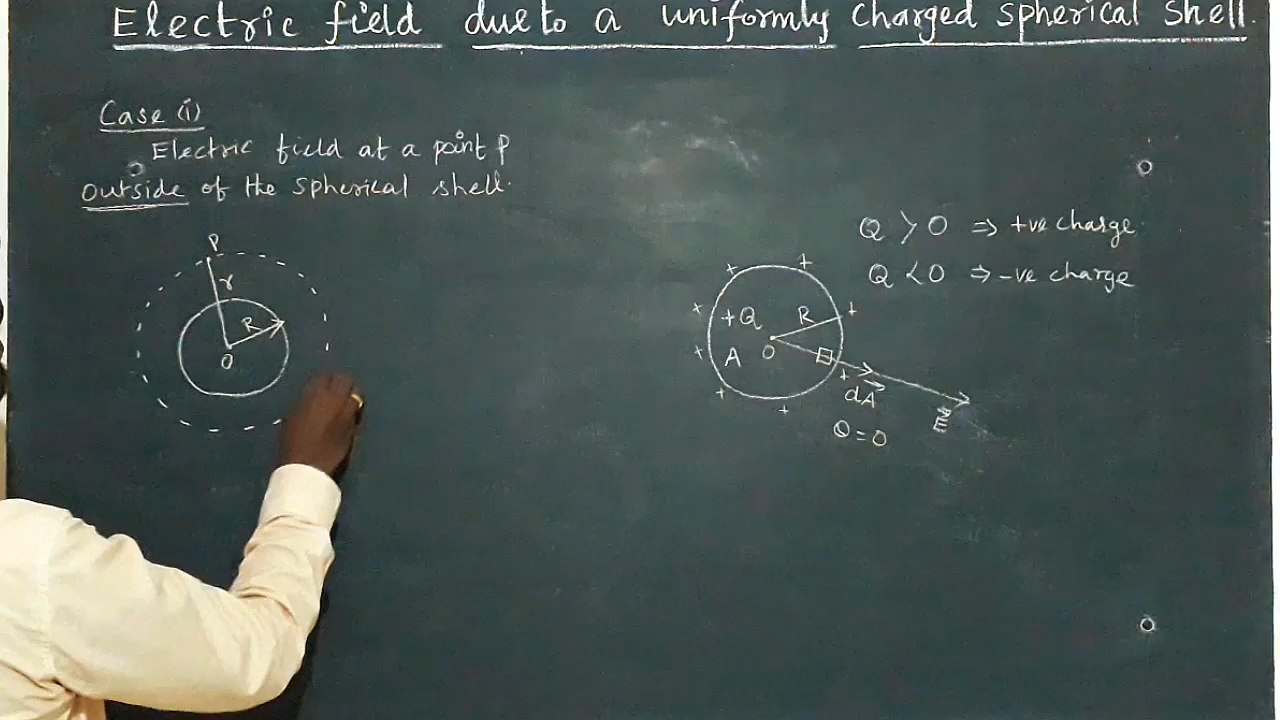 Electric field due to a uniformly charged spherical shell.
Case (i)
Electric field at a point P
outside of the spherical shell.
P
r
R
O
Q > 0 ⇒ +ve charge
Q < 0 ⇒ -ve charge
+ +
+ +Q R +
+ A O
+
+ dA
+
E
θ = 0